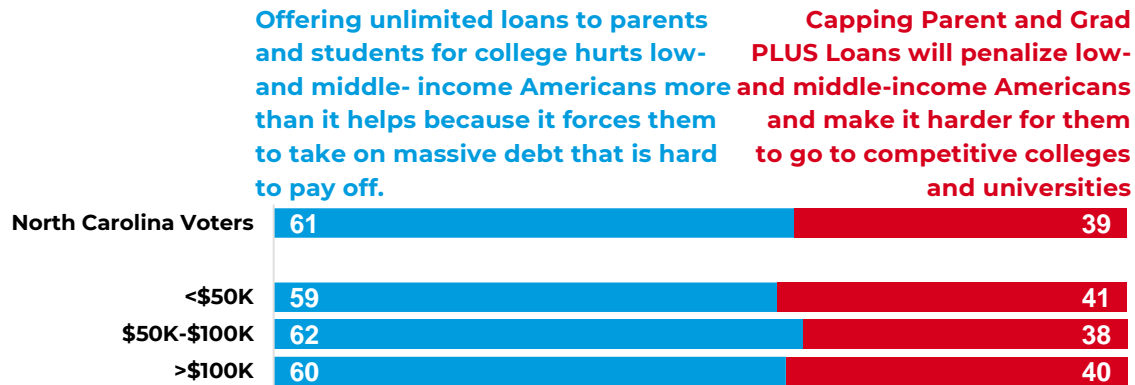 Offering unlimited loans to parents
and students for college hurts low-
and middle- income Americans more
than it helps because it forces them
to take on massive debt that is hard
to pay off.
Capping Parent and Grad
PLUS Loans will penalize low-
and middle-income Americans
and make it harder for them
to go to competitive colleges
and universities
North Carolina Voters 61 39
<$50K 59 41
$50K-$100K 62 38
>$100K 60 40